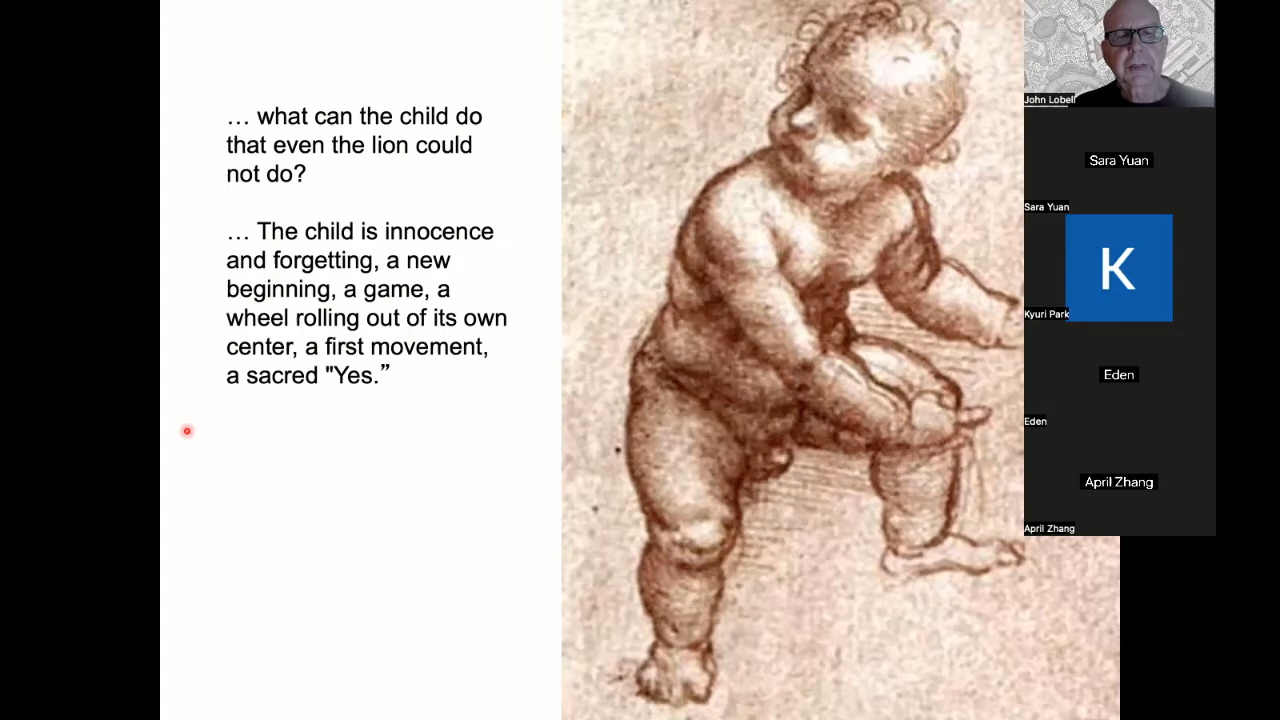 … what can the child do
that even the lion could
not do?
… The child is innocence
and forgetting, a new
beginning, a game, a
wheel rolling out of its own
center, a first movement,
a sacred "Yes.”
John Lobell
Sara Yuan
Sara Yuan
K
Kyuri Park
Eden
Eden
April Zhang
April Zhang